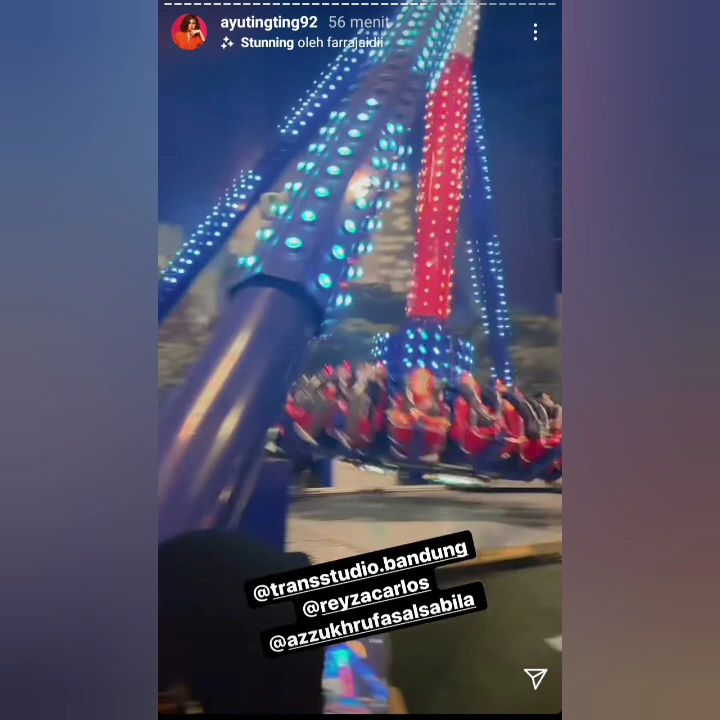 ayutingting92 56 menit
Stunning oleh farrajaidii
@transstudio.bandung
@reyzacarlos
@azzukhrufasalsabila